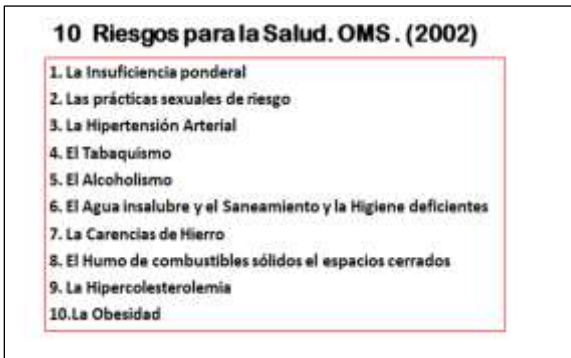 10 Riesgos para la Salud. OMS . (2002)
1. La Insuficiencia ponderal
2. Las prácticas sexuales de riesgo
3. La Hipertensión Arterial
4. El Tabaquismo
5. El Alcoholismo
6. El Agua insalubre y el Saneamiento y la Higiene deficientes
7. La Carencias de Hierro
8. El Humo de combustibles sólidos el espacios cerrados
9. La Hipercolesterolemia
10.La Obesidad